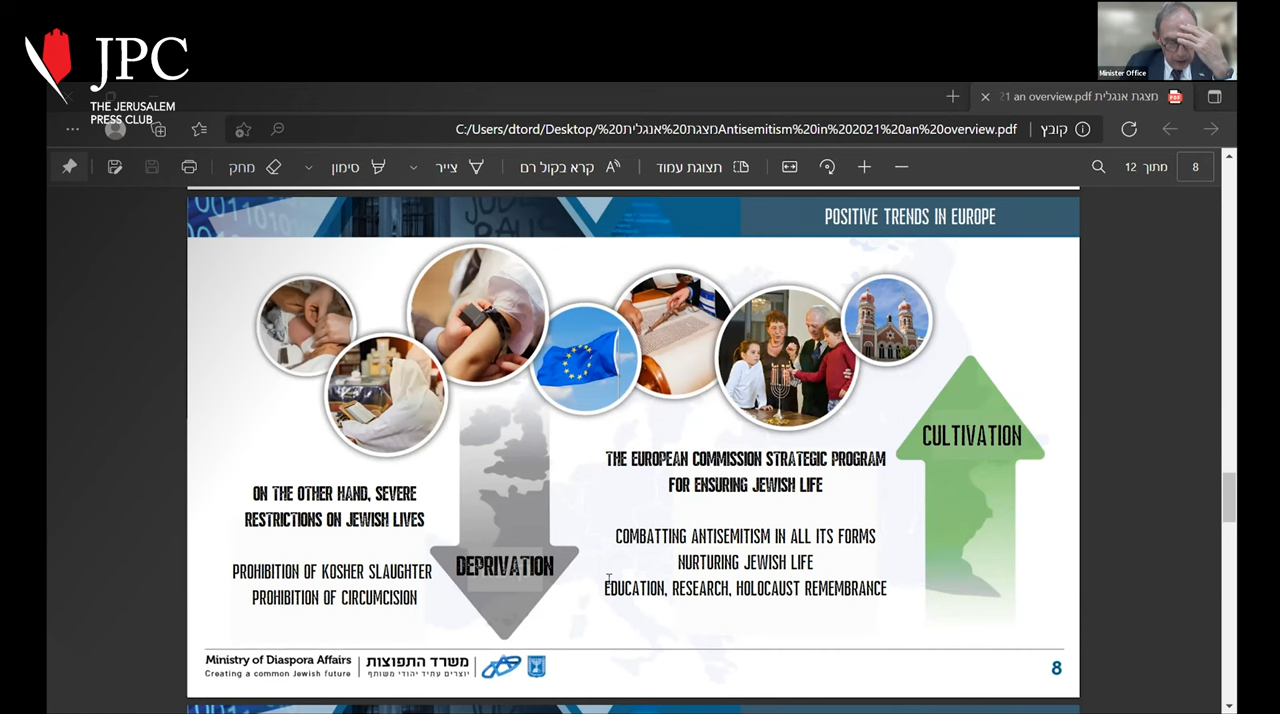 JPC
THE JERUSALEM
PRESS CLUB
Minister Office
מצגת אנגלית 21 an overview.pdf
C:/Users/dtord/Desktop/%20מצגת%20אנגלית%20Antisemitism%20in%202021%20an%20overview.pdf
קובץ
מחק
סימון
צייר
קרא בקול רם
תצוגת עמוד
מתוך 12
8
JUDEN
RAUS
POSITIVE TRENDS IN EUROPE
CULTIVATION
THE EUROPEAN COMMISSION STRATEGIC PROGRAM
FOR ENSURING JEWISH LIFE
COMBATTING ANTISEMITISM IN ALL ITS FORMS
NURTURING JEWISH LIFE
EDUCATION, RESEARCH, HOLOCAUST REMEMBRANCE
ON THE OTHER HAND, SEVERE
RESTRICTIONS ON JEWISH LIVES
DEPRIVATION
PROHIBITION OF KOSHER SLAUGHTER
PROHIBITION OF CIRCUMCISION
Ministry of Diaspora Affairs
Creating a common Jewish future
משרד התפוצות
יוצרים עתיד יהודי משותף
8